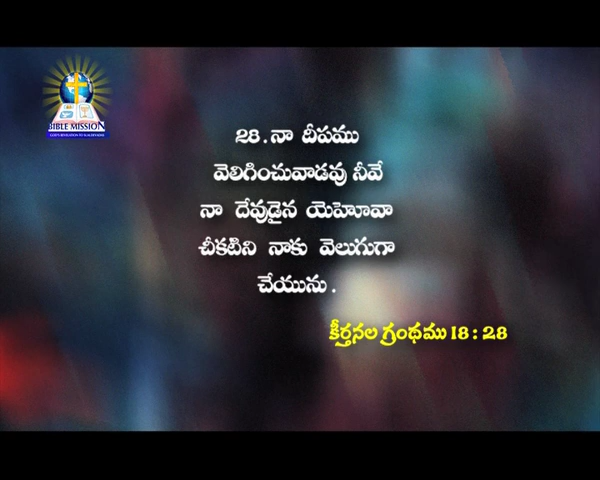 BIBLE MISSION
28. నా దీపము
వెలిగించువాడవు నీవే
నా దేవుడైన యెహోవా
చీకటిని నాకు వెలుగుగా
చేయును.
కీర్తనల గ్రంథము 18 : 28